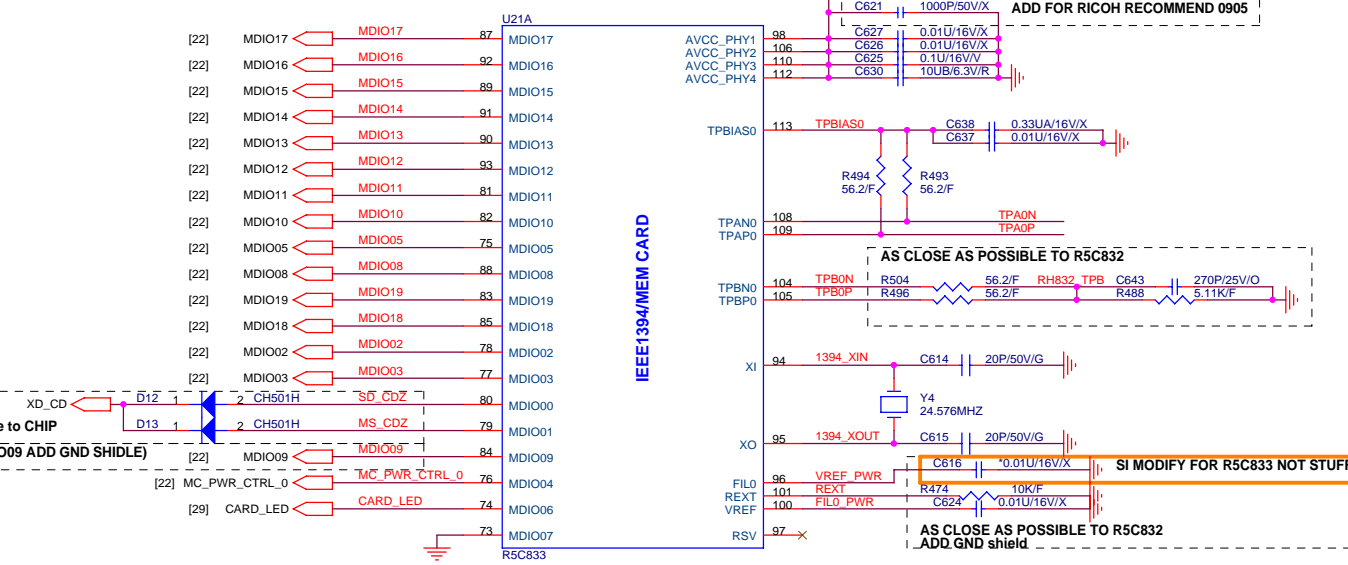 C621 1000P/50V/X ADD FOR RICOH RECOMMEND 0905
U21A
[22] MDIO17 MDIO17 87 MDIO17 AVCC_PHY1 98 C627 0.01U/16V/X
AVCC_PHY2 106 C626 0.01U/16V/X
[22] MDIO16 MDIO16 92 MDIO16 AVCC_PHY3 110 C625 0.1U/16V/V
AVCC_PHY4 112 C630 10UB/6.3V/R
[22] MDIO15 MDIO15 89 MDIO15
[22] MDIO14 MDIO14 91 MDIO14
TPBIAS0 113 TPBIAS0 C638 0.33UA/16V/X
C637 0.01U/16V/X
[22] MDIO13 MDIO13 90 MDIO13
[22] MDIO12 MDIO12 93 MDIO12
R494 R493
56.2/F 56.2/F
[22] MDIO11 MDIO11 81 MDIO11
[22] MDIO10 MDIO10 82 MDIO10 TPAN0 108 TPA0N
TPAP0 109 TPA0P
[22] MDIO05 MDIO05 75 MDIO05
AS CLOSE AS POSSIBLE TO R5C832
[22] MDIO08 MDIO08 88 MDIO08
TPBN0 104 TPB0N R504 56.2/F RH832_TPB C643 270P/25V/O
TPBP0 105 TPB0P R496 56.2/F R488 5.11K/F
[22] MDIO19 MDIO19 83 MDIO19
[22] MDIO18 MDIO18 85 MDIO18
IEEE1394/MEM CARD
[22] MDIO02 MDIO02 78 MDIO02
XI 94 1394_XIN C614 20P/50V/G
[22] MDIO03 MDIO03 77 MDIO03
XD_CD D12 1 2 CH501H SD_CDZ 80 MDIO00
Y4
24.576MHZ
e to CHIP D13 1 2 CH501H MS_CDZ 79 MDIO01
XO 95 1394_XOUT C615 20P/50V/G
O09 ADD GND SHIDLE) [22] MDIO09 MDIO09 84 MDIO09
C616 *0.01U/16V/X SI MODIFY FOR R5C833 NOT STUFF
[22] MC_PWR_CTRL_0 MC_PWR_CTRL_0 76 MDIO04 FIL0 96 VREF_PWR
REXT 101 REXT R474 10K/F
[29] CARD_LED CARD_LED 74 MDIO06 VREF 100 FIL0_PWR C624 0.01U/16V/X
73 MDIO07 RSV 97
AS CLOSE AS POSSIBLE TO R5C832
ADD GND shield
R5C833